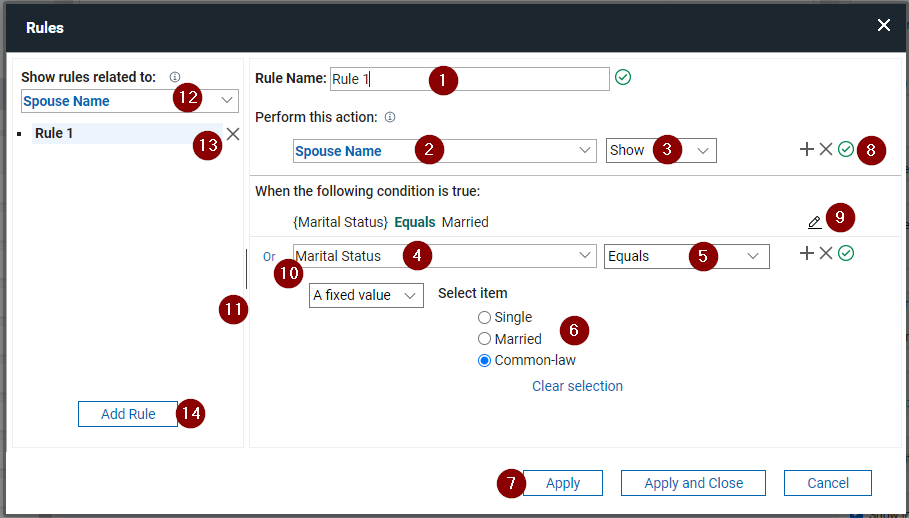 Rules
Show rules related to:
Spouse Name 12
Rule 1
13
Add Rule 14
Rule Name: Rule 1 1
Perform this action:
Spouse Name 2 Show 3 8
When the following condition is true:
{Marital Status} Equals Married 9
Or Marital Status 4 Equals 5
10
11
A fixed value Select item
Single
Married 6
Common-law
Clear selection
7 Apply Apply and Close Cancel